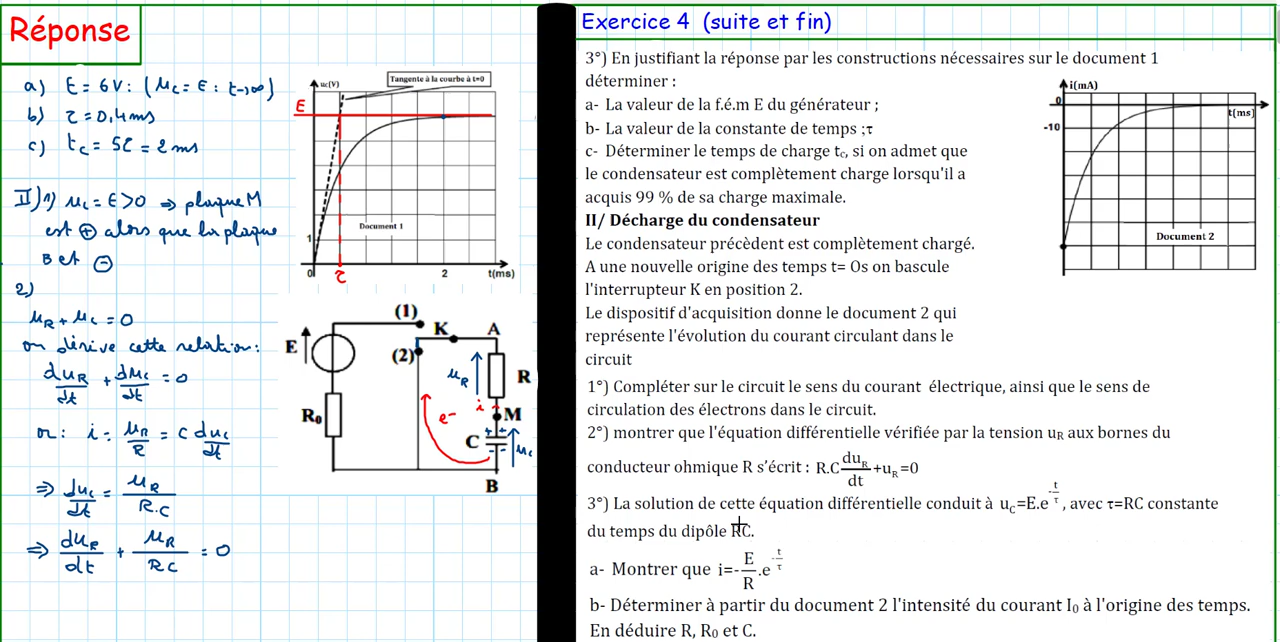 Réponse
a) E = 6V : (uc = E : t→∞)
b) τ = 0,4ms
c) tc = 5τ = 2ms
II) 1) uc = E > 0 ⇒ plaque M
est ⊕ alors que la plaque
B et ⊖
2)
uR + uc = 0
on dérive cette relation :
duR/dt + duc/dt = 0
or : i = uR/R = C duc/dt
⇒ duc/dt = uR/R.C
⇒ duR/dt + uR/RC = 0
uc(V)
Tangente à la courbe à t=0
E
Document 1
1
0
τ
2
t(ms)
(1)
K
A
E
(2)
uR
R
R0
e-
i
M
C
uc
B
Exercice 4 (suite et fin)
3°) En justifiant la réponse par les constructions nécessaires sur le document 1
déterminer :
a- La valeur de la f.é.m E du générateur ;
b- La valeur de la constante de temps ;τ
c- Déterminer le temps de charge tc, si on admet que
le condensateur est complètement charge lorsqu'il a
acquis 99 % de sa charge maximale.
II/ Décharge du condensateur
Le condensateur précèdent est complètement chargé.
A une nouvelle origine des temps t= Os on bascule
l'interrupteur K en position 2.
Le dispositif d'acquisition donne le document 2 qui
représente l'évolution du courant circulant dans le
circuit
i(mA)
0
t(ms)
-10
Document 2
1°) Compléter sur le circuit le sens du courant électrique, ainsi que le sens de
circulation des électrons dans le circuit.
2°) montrer que l'équation différentielle vérifiée par la tension uR aux bornes du
conducteur ohmique R s'écrit : R.C duR/dt +uR=0
3°) La solution de cette équation différentielle conduit à uC=E.e^(-t/τ), avec τ=RC constante
du temps du dipôle RC.
a- Montrer que i=-E/R.e^(-t/τ)
b- Déterminer à partir du document 2 l'intensité du courant I0 à l'origine des temps.
En déduire R, R0 et C.